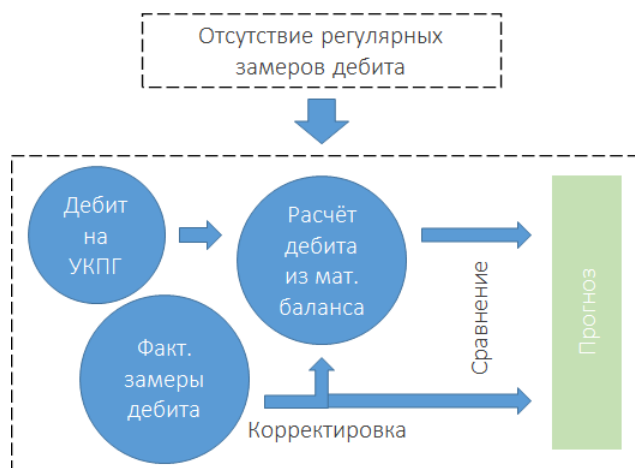 Отсутствие регулярных
замеров дебита
Дебит
на
УКПГ
Расчёт
дебита
из мат.
баланса
Сравнение
Прогноз
Факт.
замеры
дебита
Корректировка